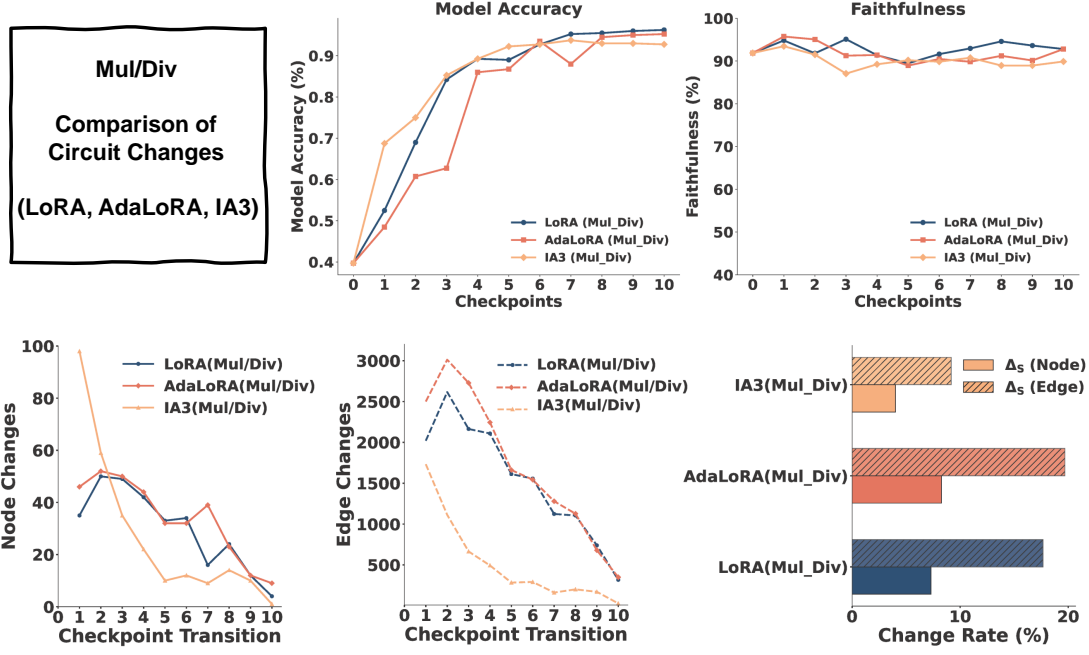 Mul/Div
Comparison of
Circuit Changes
(LoRA, AdaLoRA, IA3)
Model Accuracy
Model Accuracy (%)
0.9
0.8
0.7
0.6
0.5
0.4
LoRA (Mul_Div)
AdaLoRA (Mul_Div)
IA3 (Mul_Div)
0 1 2 3 4 5 6 7 8 9 10
Checkpoints
Faithfulness
Faithfulness (%)
100
90
80
70
60
50
40
LoRA (Mul_Div)
AdaLoRA (Mul_Div)
IA3 (Mul_Div)
0 1 2 3 4 5 6 7 8 9 10
Checkpoints
Node Changes
100
80
60
40
20
0
LoRA(Mul/Div)
AdaLoRA(Mul/Div)
IA3(Mul/Div)
0 1 2 3 4 5 6 7 8 9 10
Checkpoint Transition
Edge Changes
3000
2500
2000
1500
1000
500
LoRA(Mul/Div)
AdaLoRA(Mul/Div)
IA3(Mul/Div)
0 1 2 3 4 5 6 7 8 9 10
Checkpoint Transition
IA3(Mul_Div)
AdaLoRA(Mul_Div)
LoRA(Mul_Div)
Δ_S (Node)
Δ_S (Edge)
0 10 20
Change Rate (%)